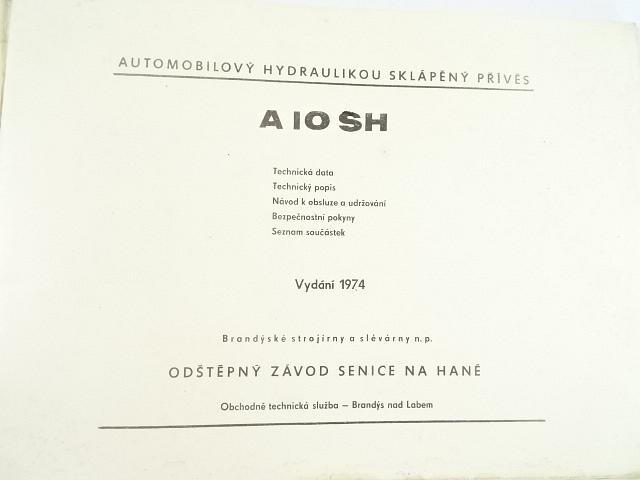 AUTOMOBILOVÝ HYDRAULIKOU SKLÁPĚNÝ PŘÍVĚS
A 10 SH
Technická data
Technický popis
Návod k obsluze a udržování
Bezpečnostní pokyny
Seznam součástek
Vydání 1974
Brandýské strojírny a slévárny n.p.
ODŠTĚPNÝ ZÁVOD SENICE NA HANÉ
Obchodně technická služba – Brandýs nad Labem